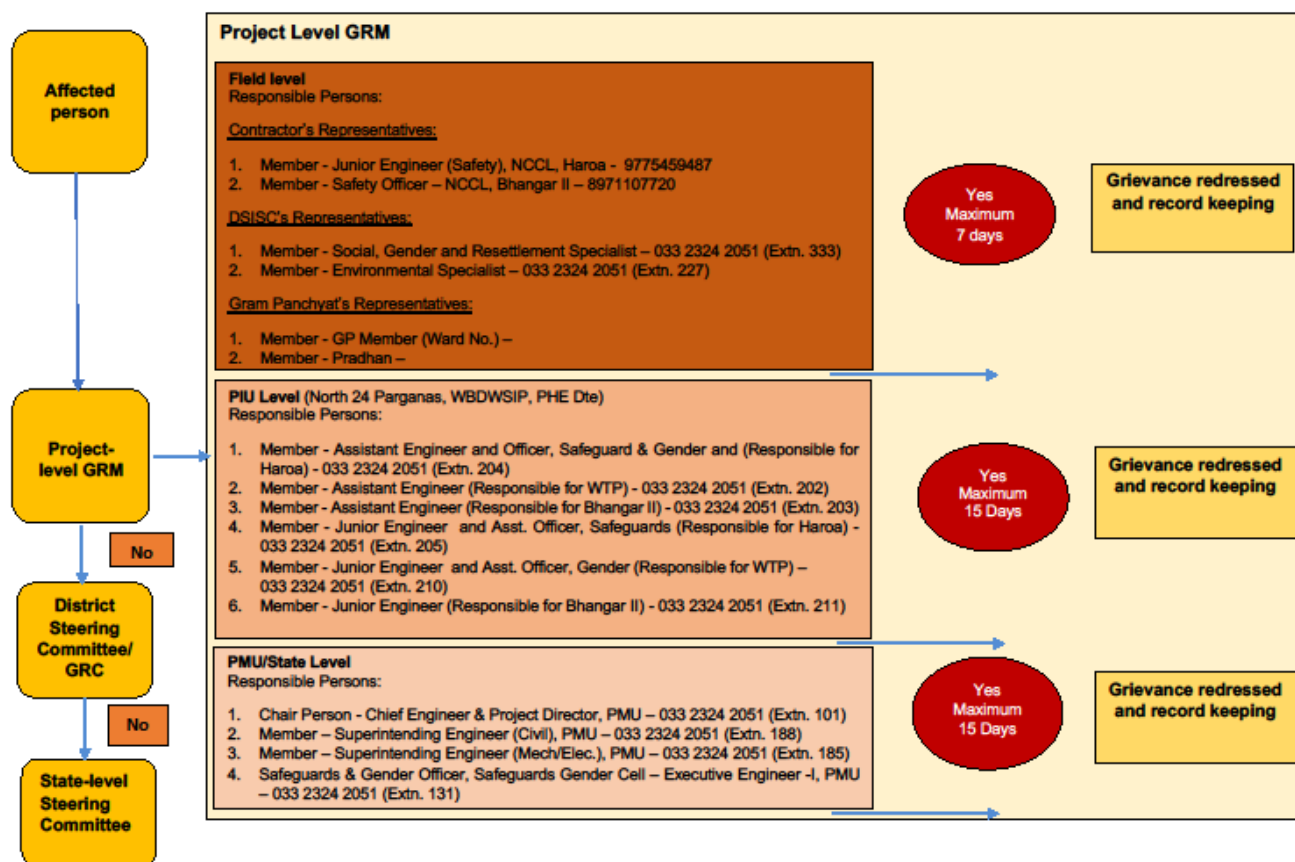 Affected
person
Project-
level GRM
No
District
Steering
Committee/
GRC
No
State-level
Steering
Committee
Project Level GRM
Field level
Responsible Persons:
Contractor's Representatives:
1. Member - Junior Engineer (Safety), NCCL, Haroa - 9775459487
2. Member - Safety Officer – NCCL, Bhangar II – 8971107720
DSISC's Representatives:
1. Member - Social, Gender and Resettlement Specialist – 033 2324 2051 (Extn. 333)
2. Member - Environmental Specialist – 033 2324 2051 (Extn. 227)
Gram Panchyat's Representatives:
1. Member - GP Member (Ward No.) –
2. Member - Pradhan –
Yes
Maximum
7 days
Grievance redressed
and record keeping
PIU Level (North 24 Parganas, WBDWSIP, PHE Dte)
Responsible Persons:
1. Member - Assistant Engineer and Officer, Safeguard & Gender and (Responsible for
Haroa) - 033 2324 2051 (Extn. 204)
2. Member - Assistant Engineer (Responsible for WTP) - 033 2324 2051 (Extn. 202)
3. Member - Assistant Engineer (Responsible for Bhangar II) - 033 2324 2051 (Extn. 203)
4. Member - Junior Engineer and Asst. Officer, Safeguards (Responsible for Haroa) -
033 2324 2051 (Extn. 205)
5. Member - Junior Engineer and Asst. Officer, Gender (Responsible for WTP) –
033 2324 2051 (Extn. 210)
6. Member - Junior Engineer (Responsible for Bhangar II) - 033 2324 2051 (Extn. 211)
Yes
Maximum
15 Days
Grievance redressed
and record keeping
PMU/State Level
Responsible Persons:
1. Chair Person - Chief Engineer & Project Director, PMU – 033 2324 2051 (Extn. 101)
2. Member – Superintending Engineer (Civil), PMU – 033 2324 2051 (Extn. 188)
3. Member – Superintending Engineer (Mech/Elec.), PMU – 033 2324 2051 (Extn. 185)
4. Safeguards & Gender Officer, Safeguards Gender Cell – Executive Engineer -I, PMU
– 033 2324 2051 (Extn. 131)
Yes
Maximum
15 Days
Grievance redressed
and record keeping